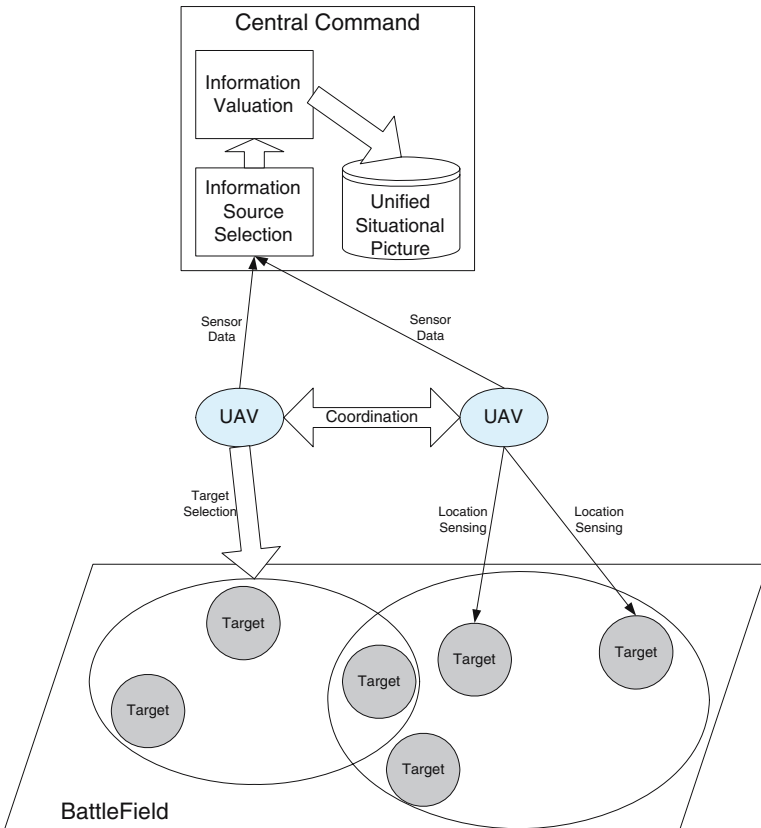 Central Command
Information
Valuation
Information
Source
Selection
Unified
Situational
Picture
Sensor
Data
Sensor
Data
UAV
Coordination
UAV
Target
Selection
Location
Sensing
Location
Sensing
Target
Target
Target
Target
Target
Target
BattleField